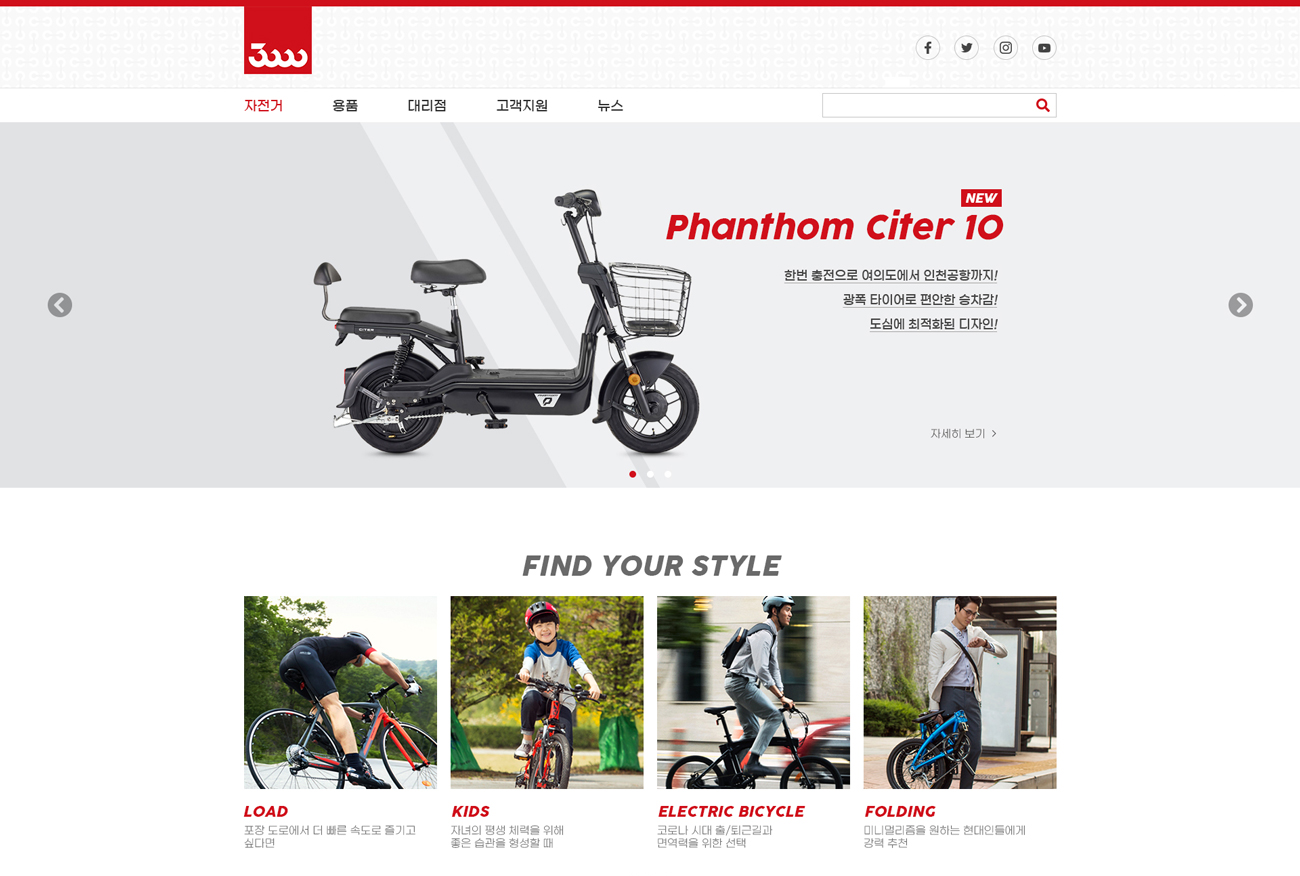 3000
자전거
용품
대리점
고객지원
뉴스
NEW
Phanthom Citer 10
한번 충전으로 여의도에서 인천공항까지!
광폭 타이어로 편안한 승차감!
도심에 최적화된 디자인!
CITER
자세히 보기
FIND YOUR STYLE
LOAD
포장 도로에서 더 빠른 속도로 즐기고
싶다면
KIDS
자녀의 평생 체력을 위해
좋은 습관을 형성할 때
ELECTRIC BICYCLE
코로나 시대 출/퇴근길과
면역력을 위한 선택
FOLDING
미니멀리즘을 원하는 현대인들에게
강력 추천